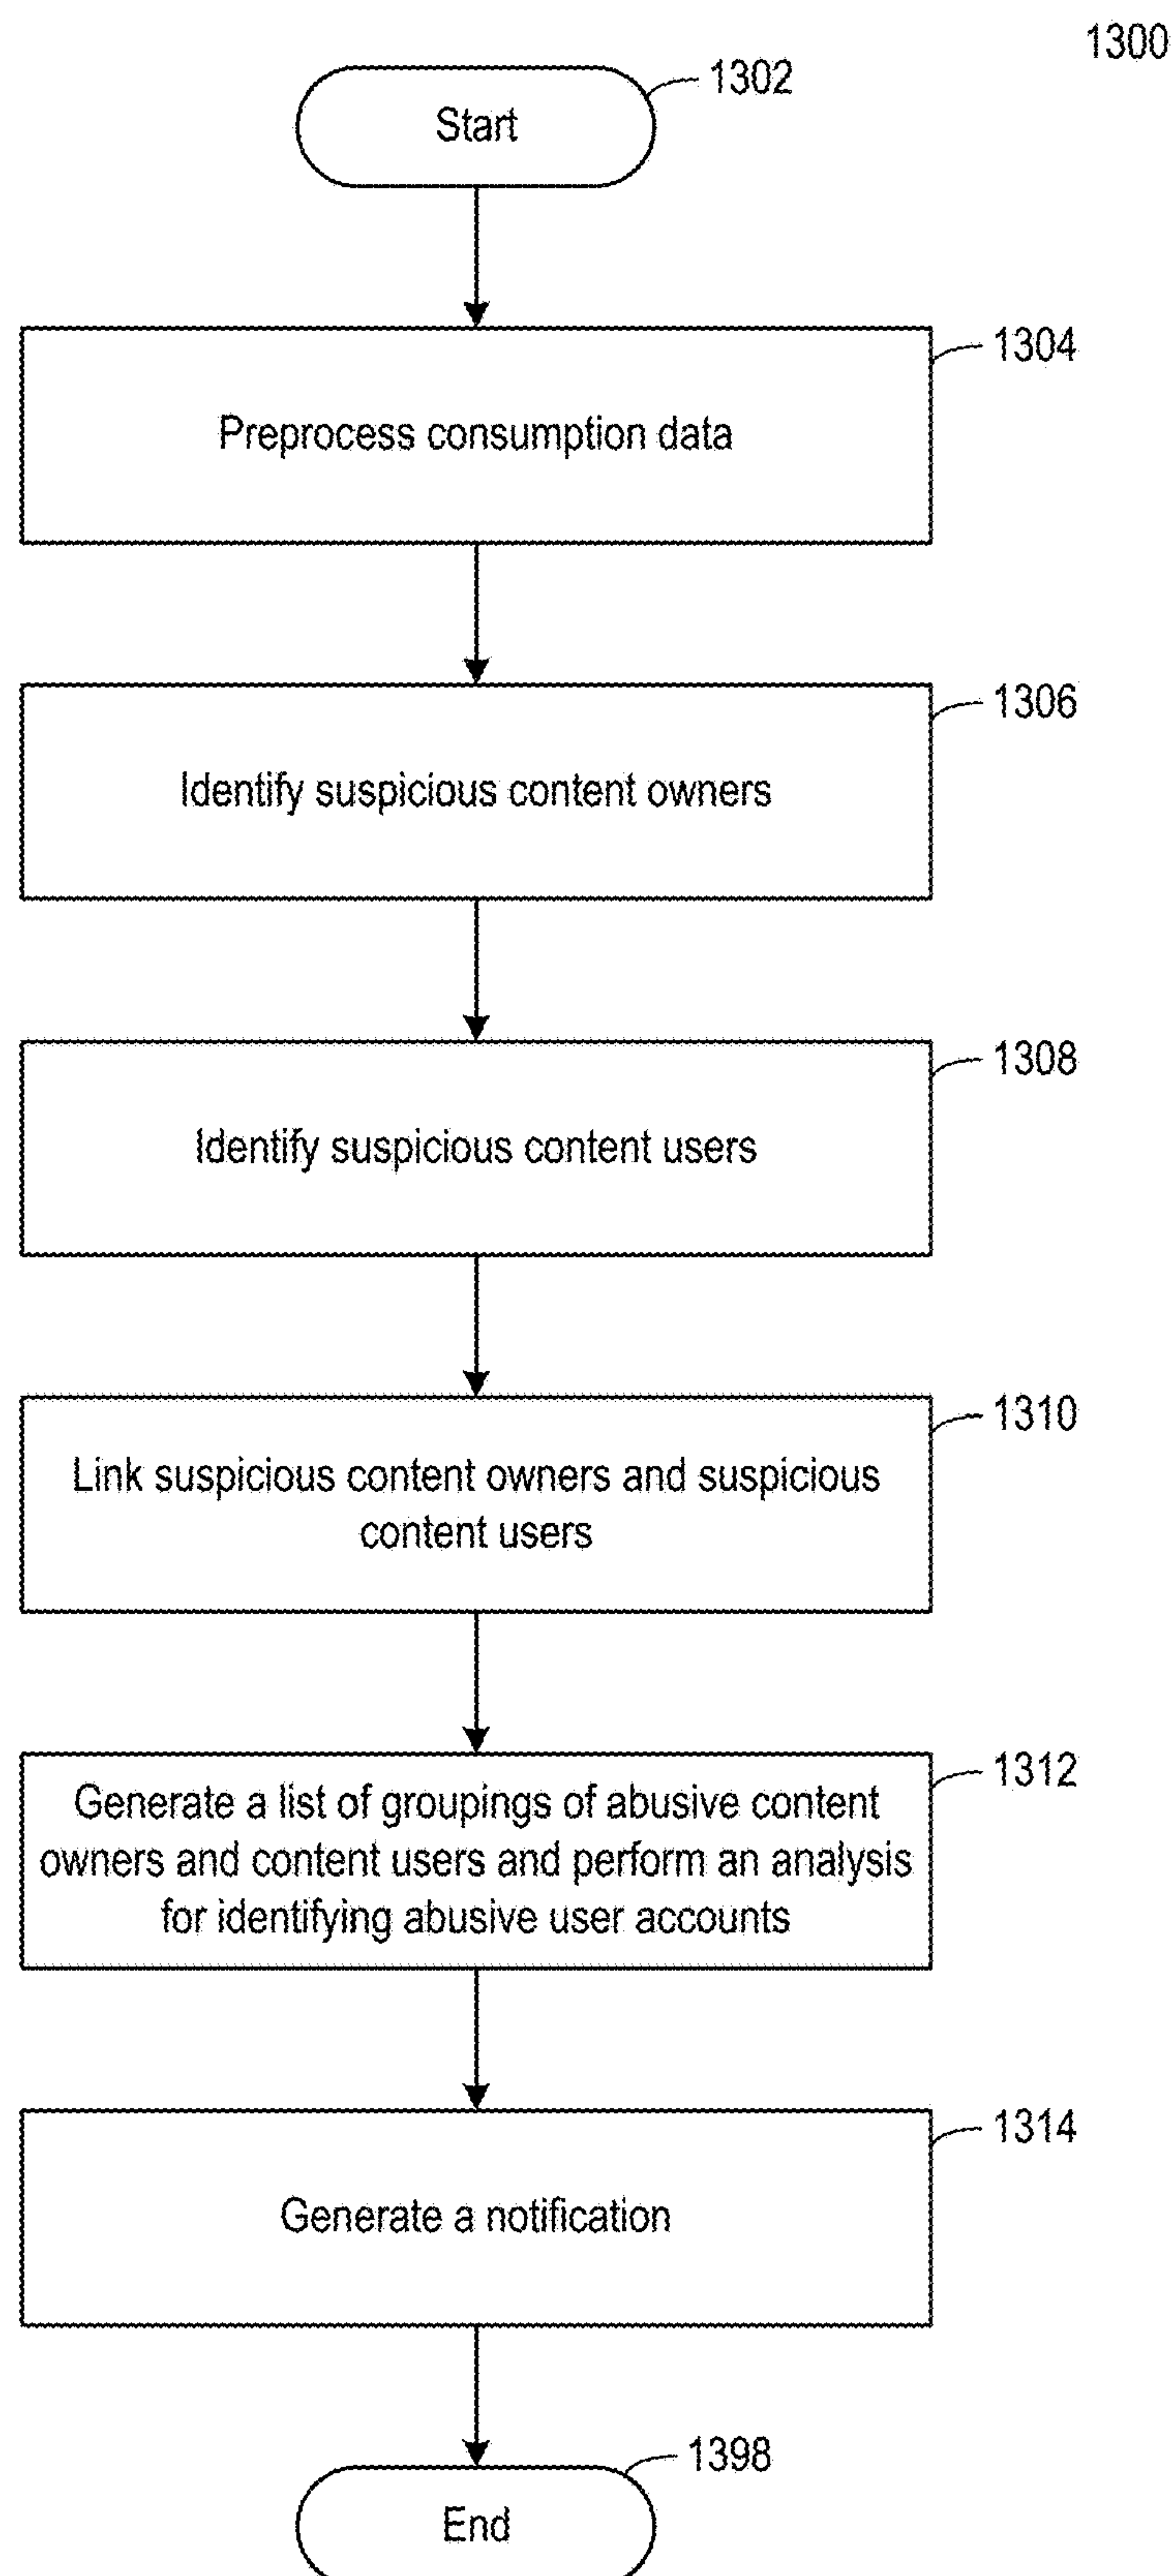 1300
1302
Start
1304
Preprocess consumption data
1306
Identify suspicious content owners
1308
Identify suspicious content users
1310
Link suspicious content owners and suspicious
content users
1312
Generate a list of groupings of abusive content
owners and content users and perform an analysis
for identifying abusive user accounts
1314
Generate a notification
1398
End